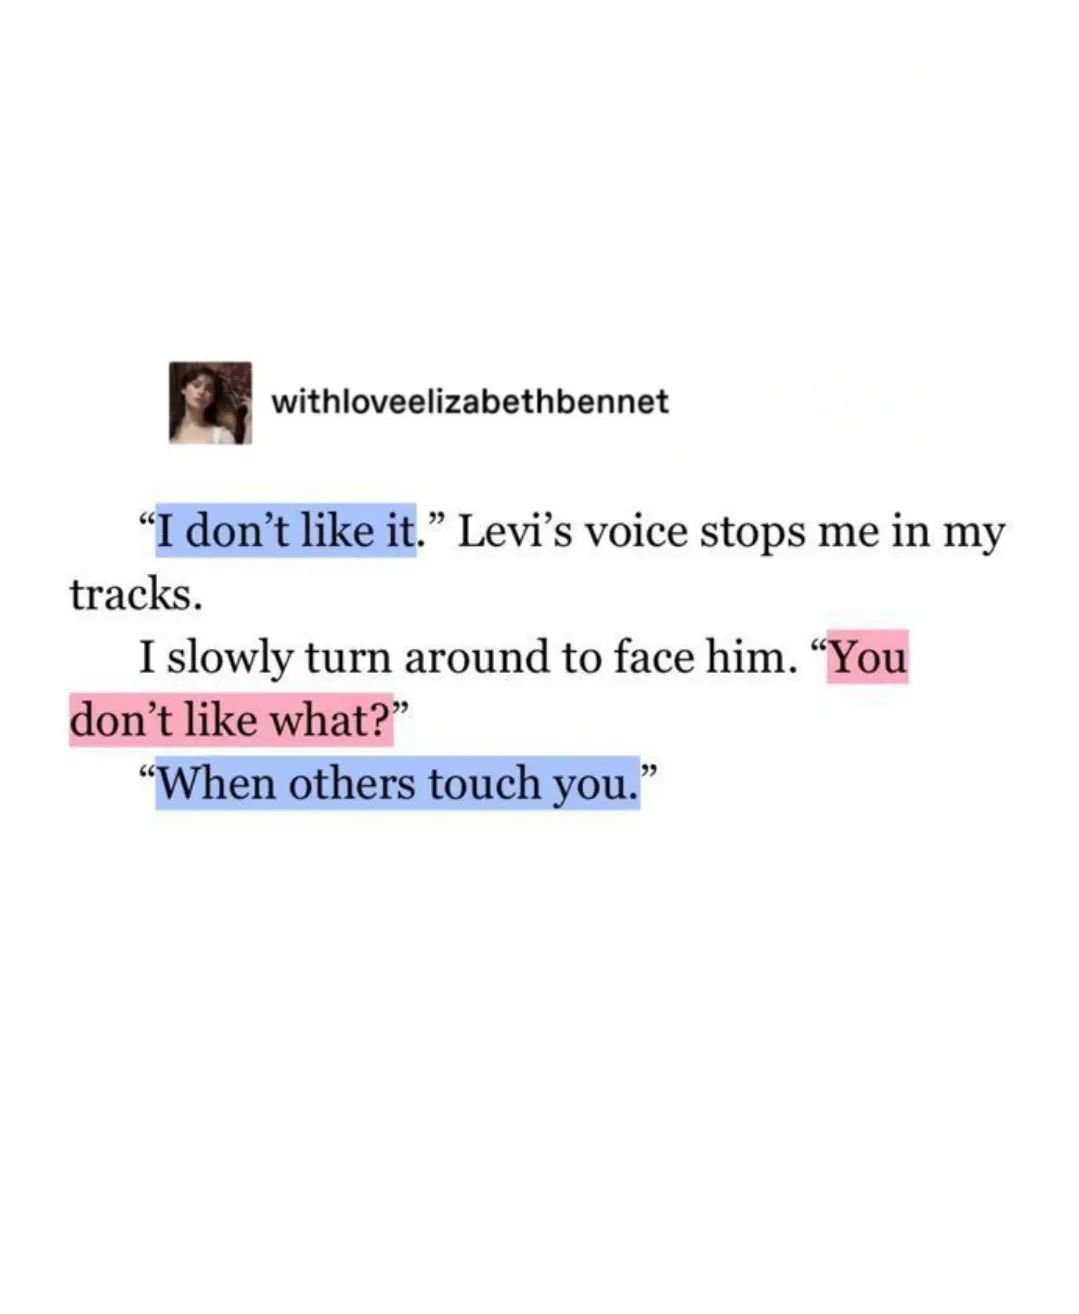 withloveelizabethbennet
“I don’t like it.” Levi’s voice stops me in my
tracks.
I slowly turn around to face him. “You
don’t like what?”
“When others touch you.”